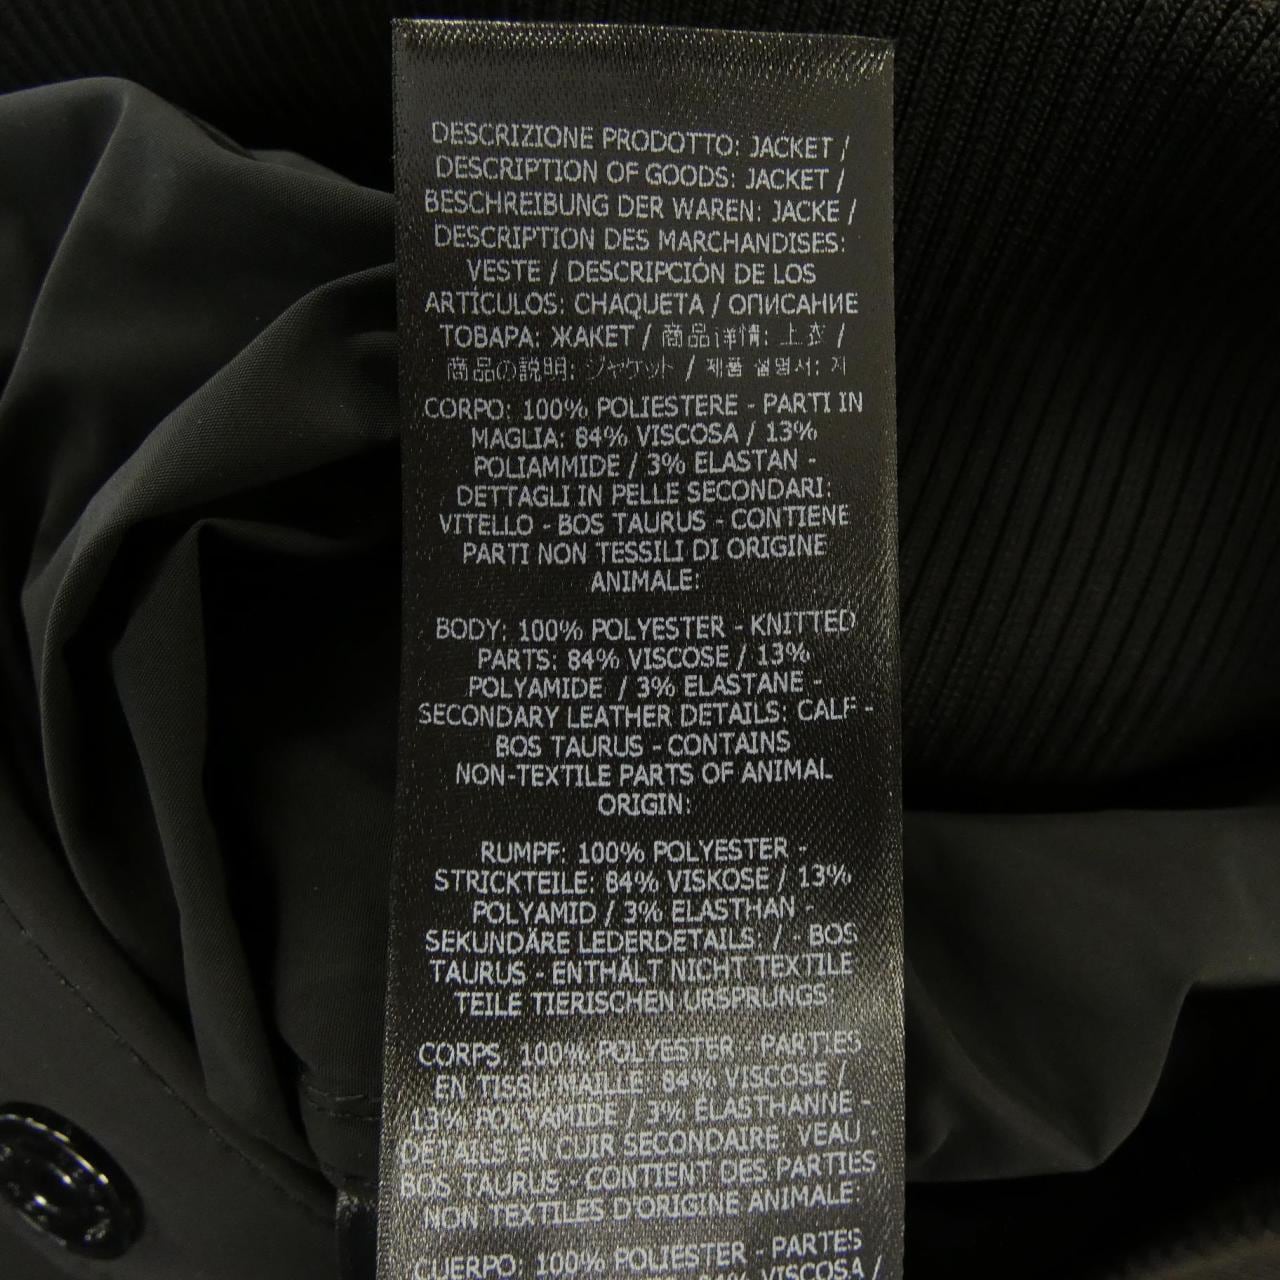 DESCRIZIONE PRODOTTO: JACKET /
DESCRIPTION OF GOODS: JACKET /
BESCHREIBUNG DER WAREN: JACKE /
DESCRIPTION DES MARCHANDISES:
VESTE / DESCRIPCIÓN DE LOS
ARTÍCULOS: CHAQUETA / ОПИСАНИЕ
ТОВАРА: ЖАКЕТ / 商品详情: 上衣 /
商品の説明: ジャケット / 제품 설명서: 자
CORPO: 100% POLIESTERE - PARTI IN
MAGLIA: 84% VISCOSA / 13%
POLIAMMIDE / 3% ELASTAN -
DETTAGLI IN PELLE SECONDARI:
VITELLO - BOS TAURUS - CONTIENE
PARTI NON TESSILI DI ORIGINE
ANIMALE:
BODY: 100% POLYESTER - KNITTED
PARTS: 84% VISCOSE / 13%
POLYAMIDE / 3% ELASTANE -
SECONDARY LEATHER DETAILS: CALF -
BOS TAURUS - CONTAINS
NON-TEXTILE PARTS OF ANIMAL
ORIGIN:
RUMPF: 100% POLYESTER -
STRICKTEILE: 84% VISKOSE / 13%
POLYAMID / 3% ELASTHAN -
SEKUNDÄRE LEDERDETAILS: / - BOS
TAURUS - ENTHÄLT NICHT TEXTILE
TEILE TIERISCHEN URSPRUNGS:
CORPS: 100% POLYESTER - PARTIES
EN TISSU MAILLE: 84% VISCOSE /
13% POLYAMIDE / 3% ÉLASTHANNE -
DÉTAILS EN CUIR SECONDAIRE: VEAU -
BOS TAURUS - CONTIENT DES PARTIES
NON TEXTILES D'ORIGINE ANIMALE:
CUERPO: 100% POLIÉSTER - PARTES
84% VISCOSA /